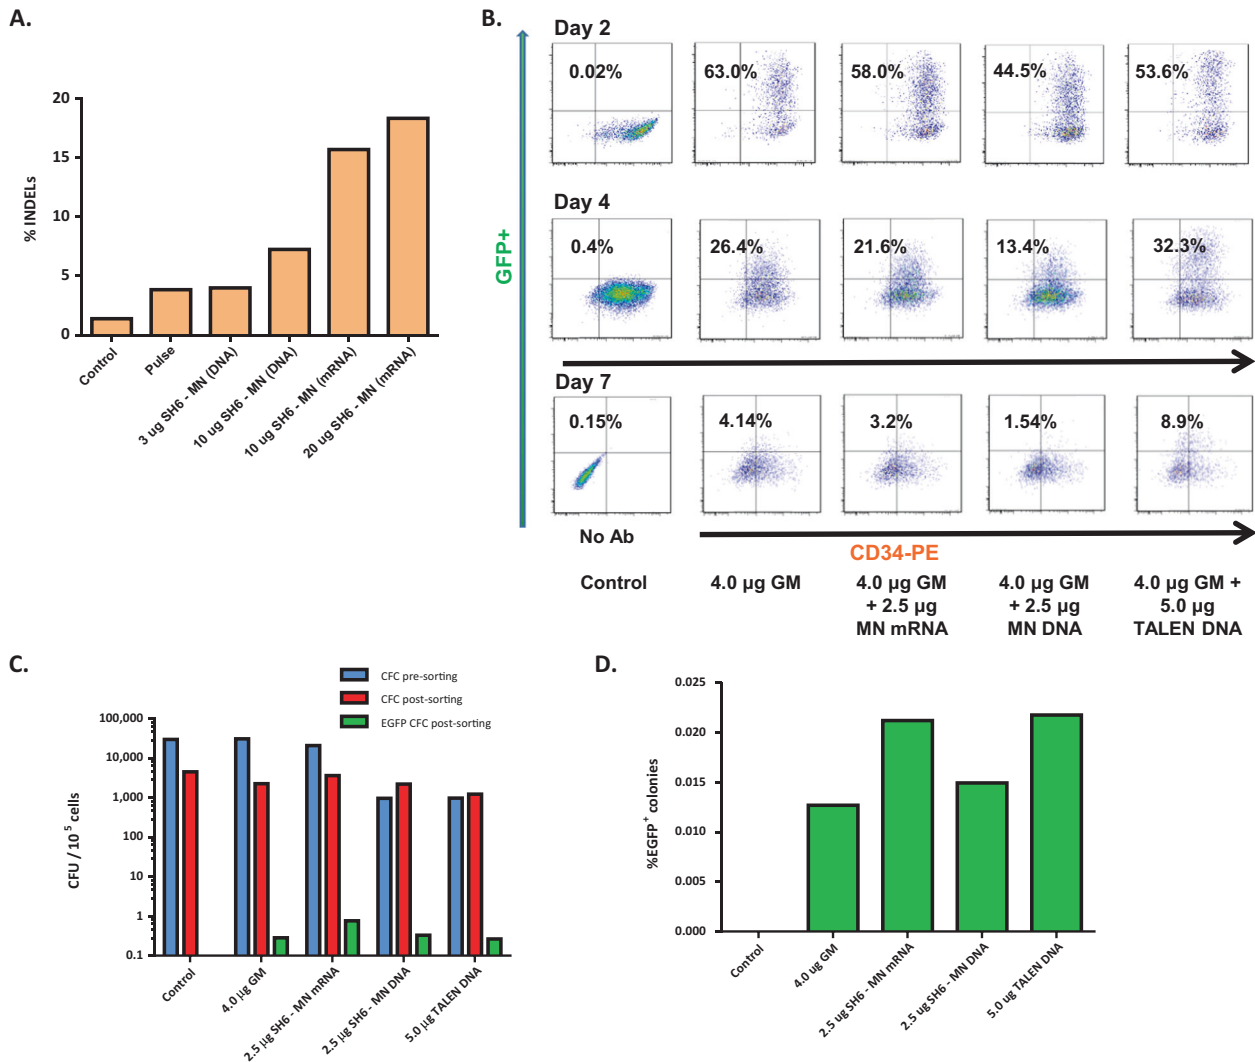 A.
% INDELs
20
15
10
5
0
Control
Pulse
3 ug SH6 - MN (DNA)
10 ug SH6 - MN (DNA)
10 ug SH6 - MN (mRNA)
20 ug SH6 - MN (mRNA)
B.
GFP+
Day 2
0.02%
63.0%
58.0%
44.5%
53.6%
Day 4
0.4%
26.4%
21.6%
13.4%
32.3%
Day 7
0.15%
4.14%
3.2%
1.54%
8.9%
No Ab
CD34-PE
Control
4.0 µg GM
4.0 µg GM
+ 2.5 µg
MN mRNA
4.0 µg GM
+ 2.5 µg
MN DNA
4.0 µg GM +
5.0 µg
TALEN DNA
C.
CFC pre-sorting
CFC post-sorting
EGFP CFC post-sorting
CFU / 10⁵ cells
100,000
10,000
1,000
100
10
1
0.1
Control
4.0 µg GM
2.5 µg SH6 - MN mRNA
2.5 µg SH6 - MN DNA
5.0 µg TALEN DNA
D.
%EGFP⁺ colonies
0.025
0.020
0.015
0.010
0.005
0.000
Control
4.0 ug GM
2.5 ug SH6 - MN mRNA
2.5 ug SH6 - MN DNA
5.0 ug TALEN DNA